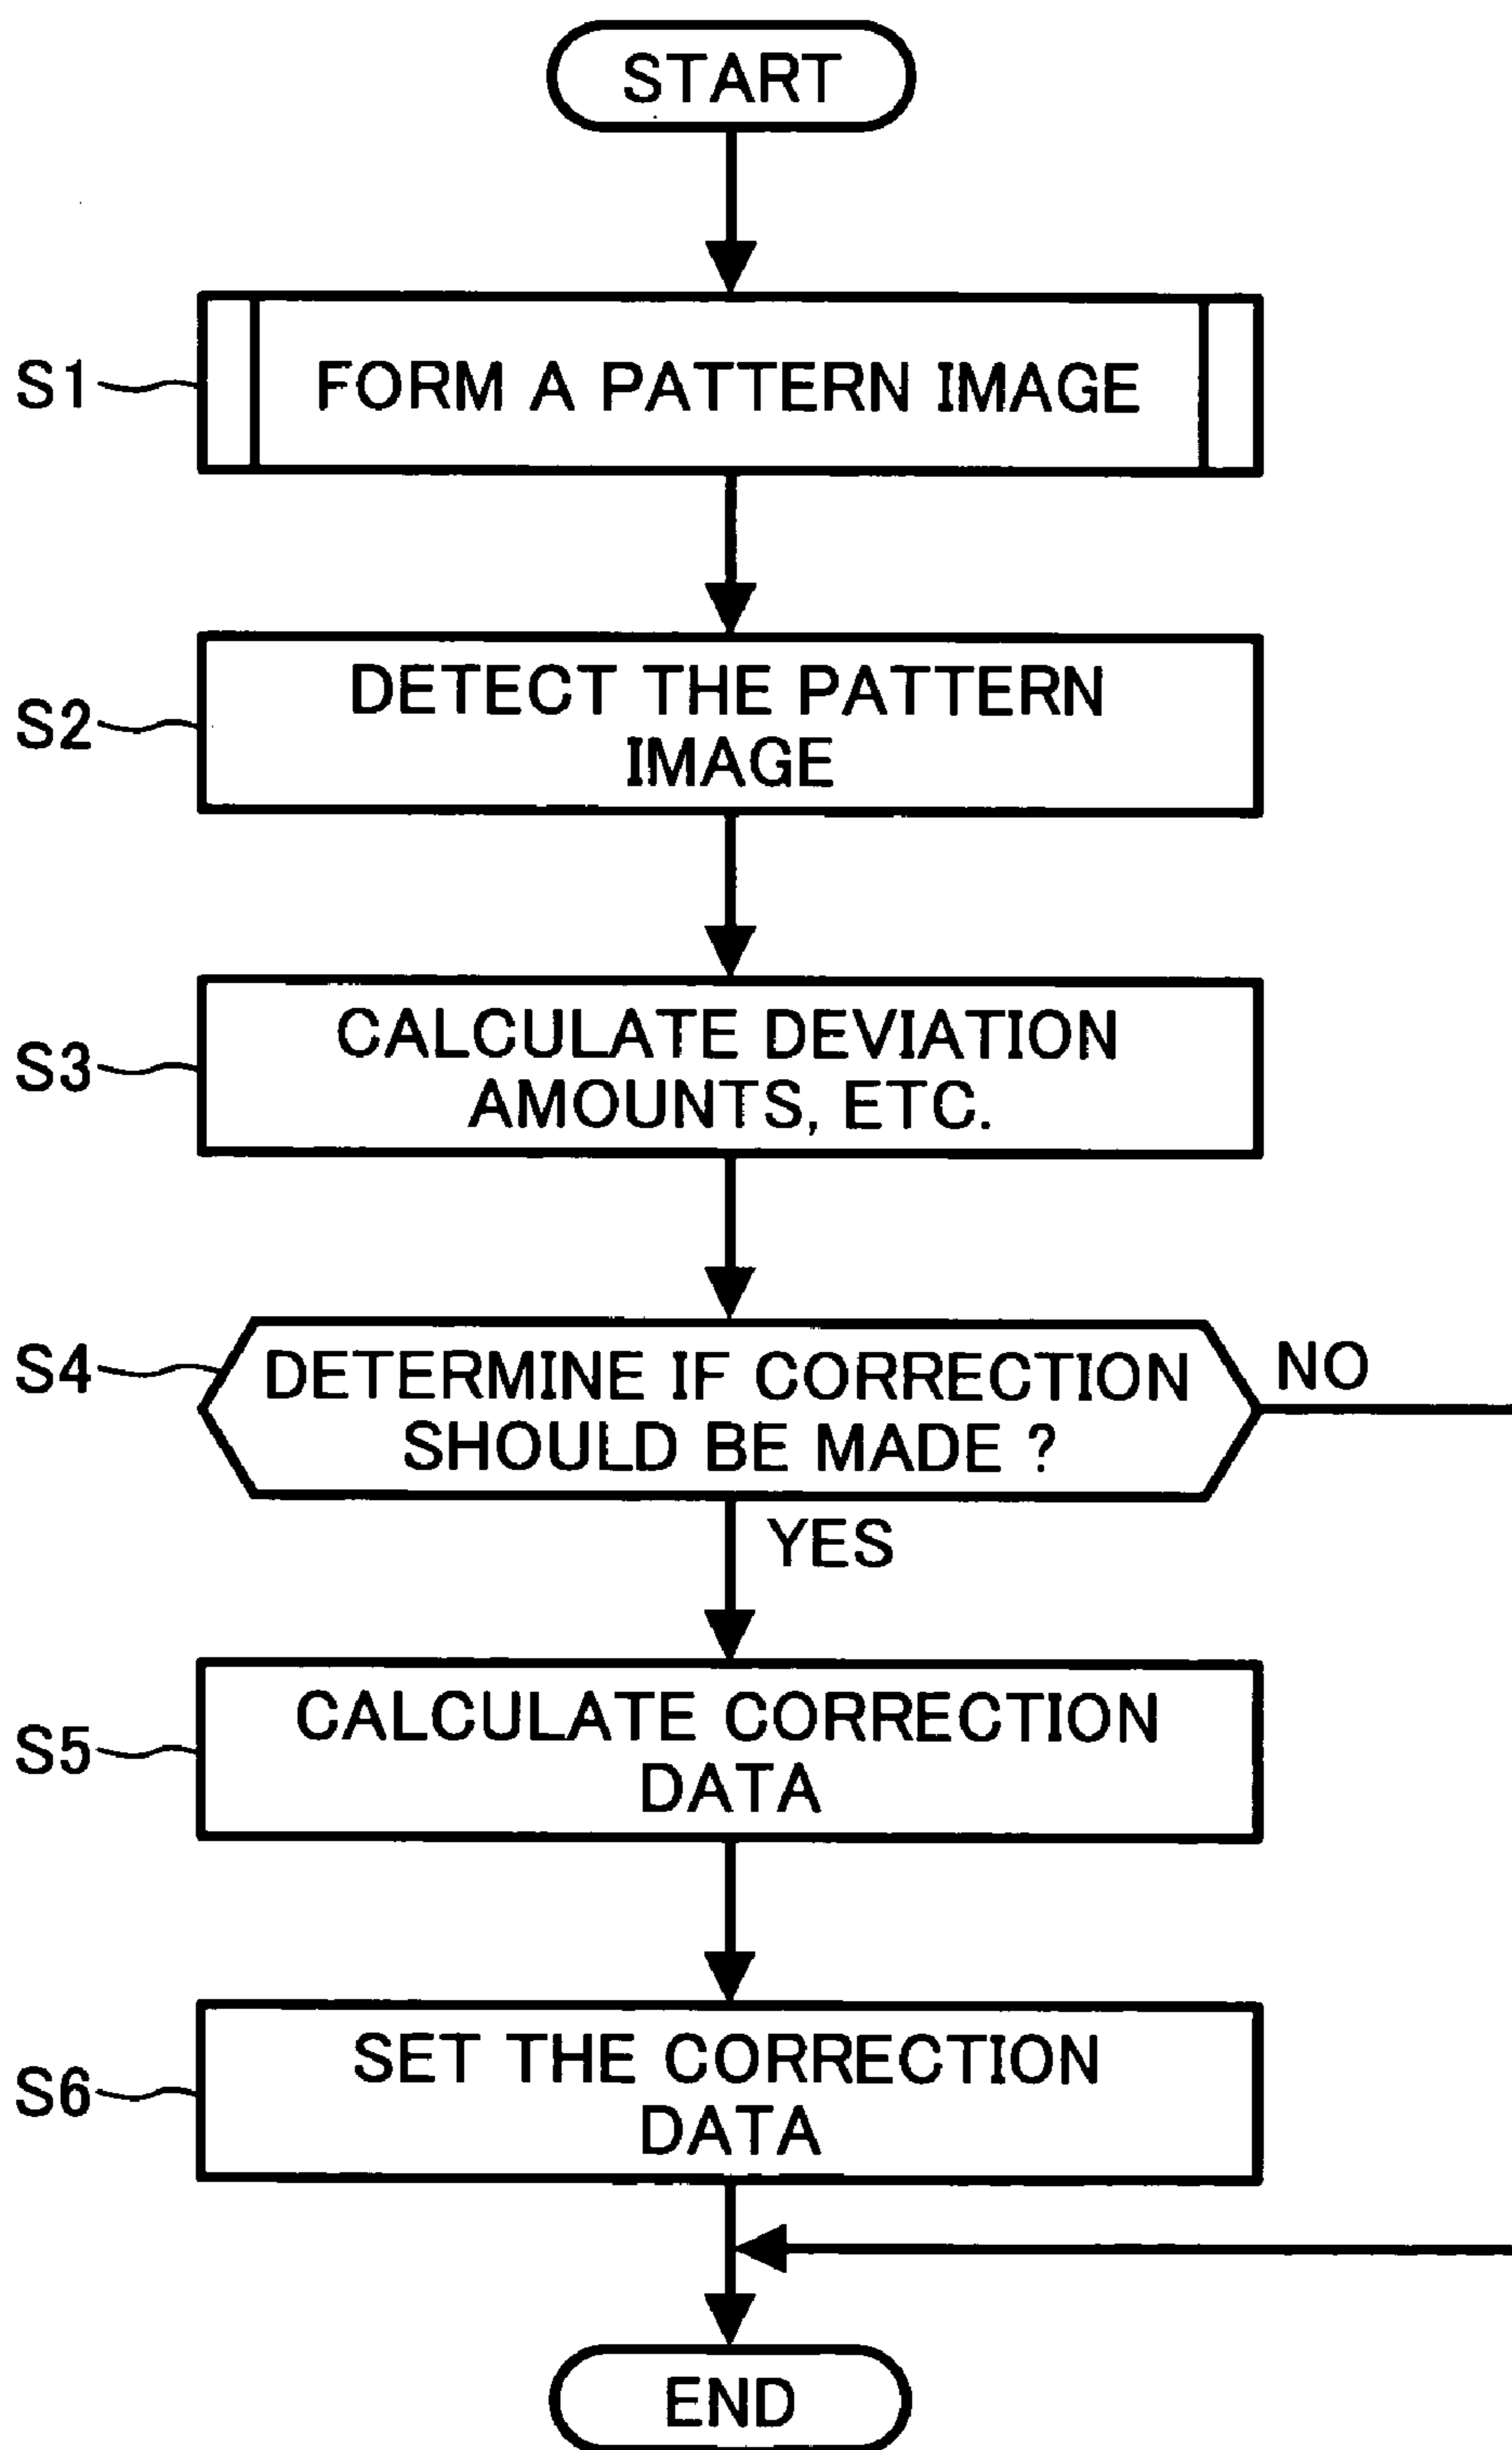 START
S1
FORM A PATTERN IMAGE
S2
DETECT THE PATTERN
IMAGE
S3
CALCULATE DEVIATION
AMOUNTS, ETC.
S4
DETERMINE IF CORRECTION
SHOULD BE MADE ?
NO
YES
S5
CALCULATE CORRECTION
DATA
S6
SET THE CORRECTION
DATA
END